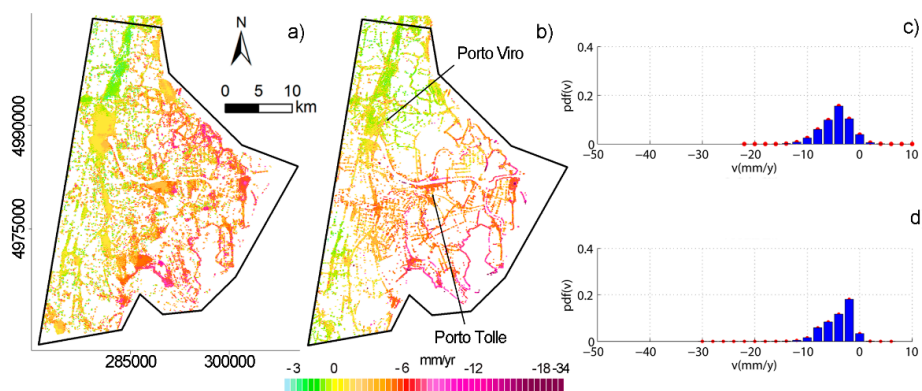 N
a)
b)
c)
0
5
10
km
Porto Viro
4990000
4975000
285000
300000
Porto Tolle
mm/yr
-3
0
-6
-12
-18-34
0.4
0.2
0
pdf(v)
−50
−40
−30
−20
−10
0
10
v(mm/y)
d
0.4
0.2
0
pdf(v)
−50
−40
−30
−20
−10
0
10
v(mm/y)